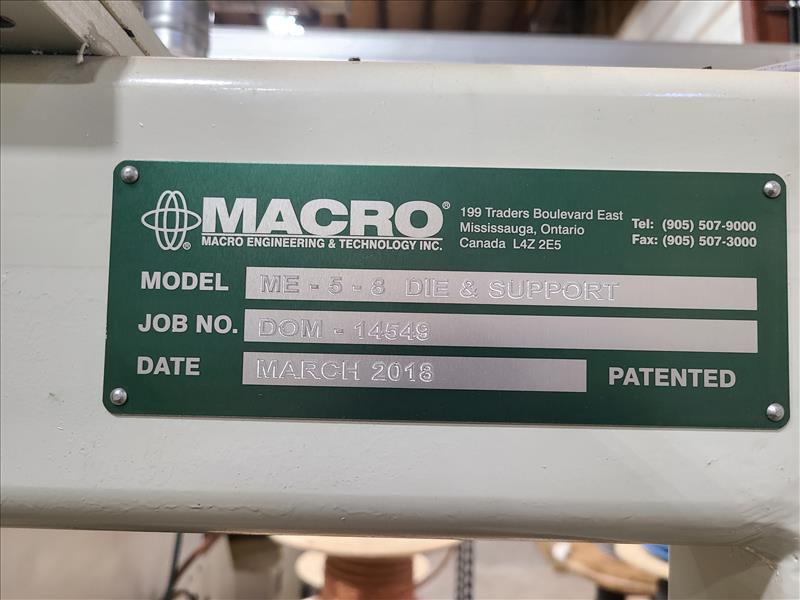 MACRO®
MACRO ENGINEERING & TECHNOLOGY INC.
®
199 Traders Boulevard East
Mississauga, Ontario
Canada L4Z 2E5
Tel: (905) 507-9000
Fax: (905) 507-3000
MODEL ME - 5 - 8 DIE & SUPPORT
JOB NO. DOM - 14549
DATE MARCH 2018
PATENTED